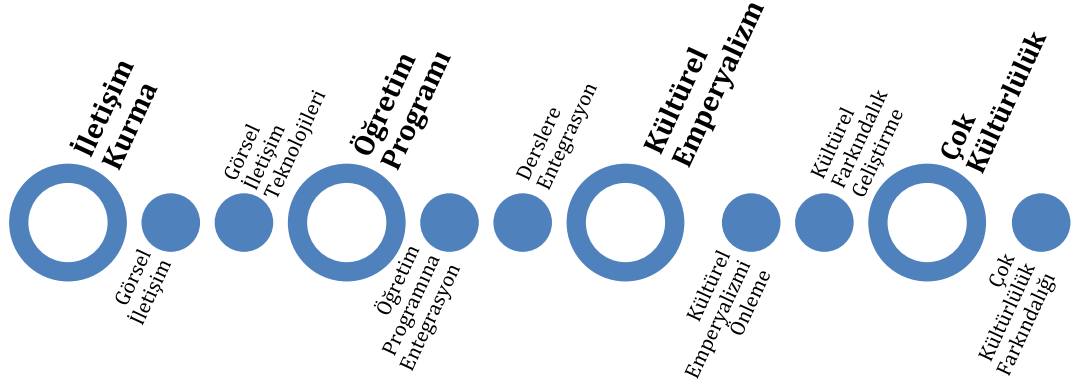 İletişim
Kurma
Görsel
İletişim
Görsel
İletişim
Teknolojileri
Öğretim
Programı
Öğretim
Programına
Entegrasyon
Derslere
Entegrasyon
Kültürel
Emperyalizm
Kültürel
Emperyalizmi
Önleme
Kültürel
Farkındalık
Geliştirme
Çok
Kültürlülük
Çok
Kültürlülük
Farkındalığı